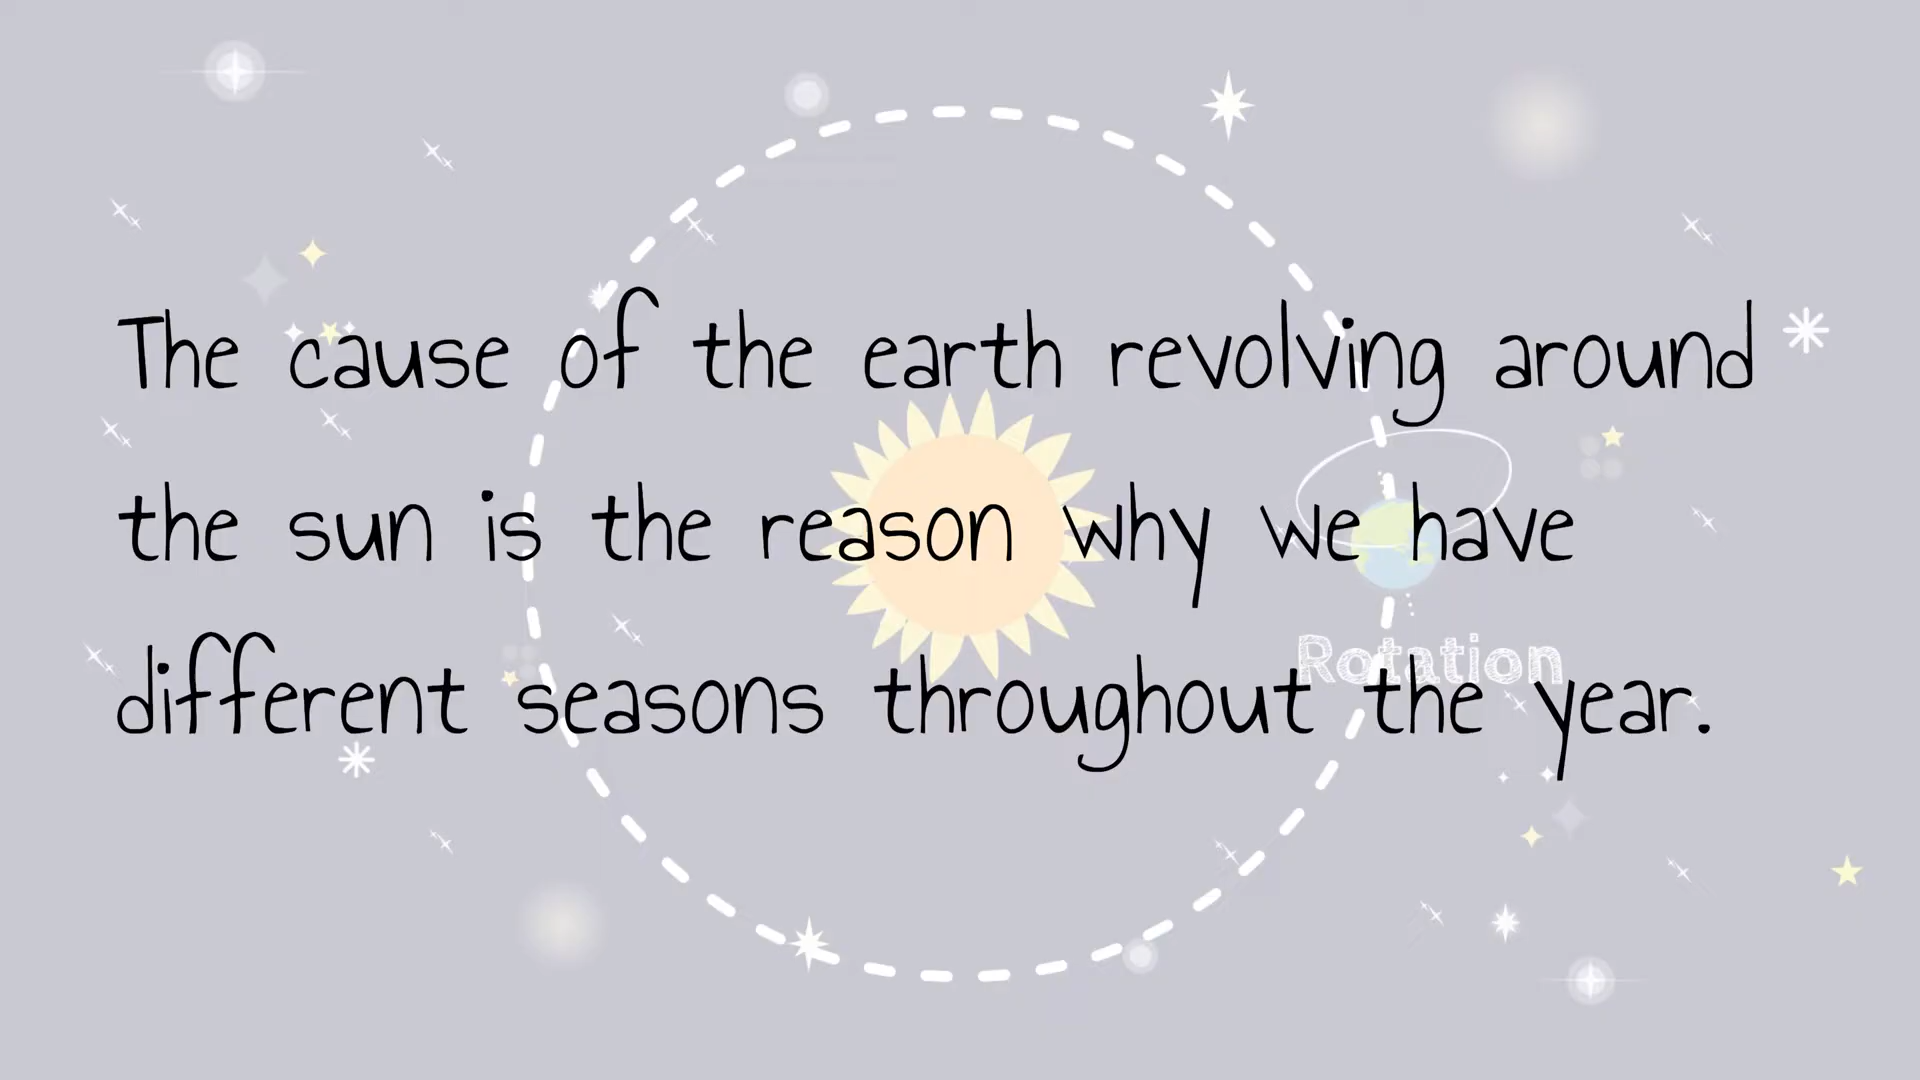 The cause of the earth revolving around
the sun is the reason why we have
different seasons throughout the year.
Rotation